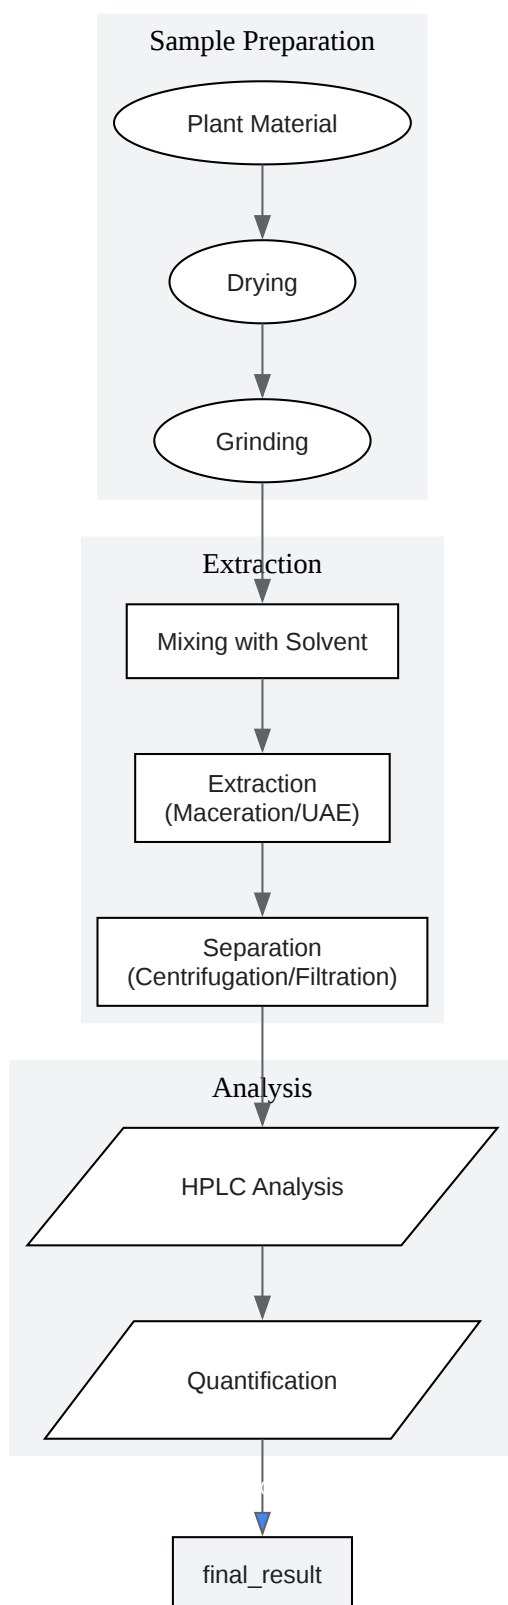 Sample Preparation
Plant Material
Drying
Grinding
Extraction
Mixing with Solvent
Extraction
(Maceration/UAE)
Separation
(Centrifugation/Filtration)
Analysis
HPLC Analysis
Quantification
final_result